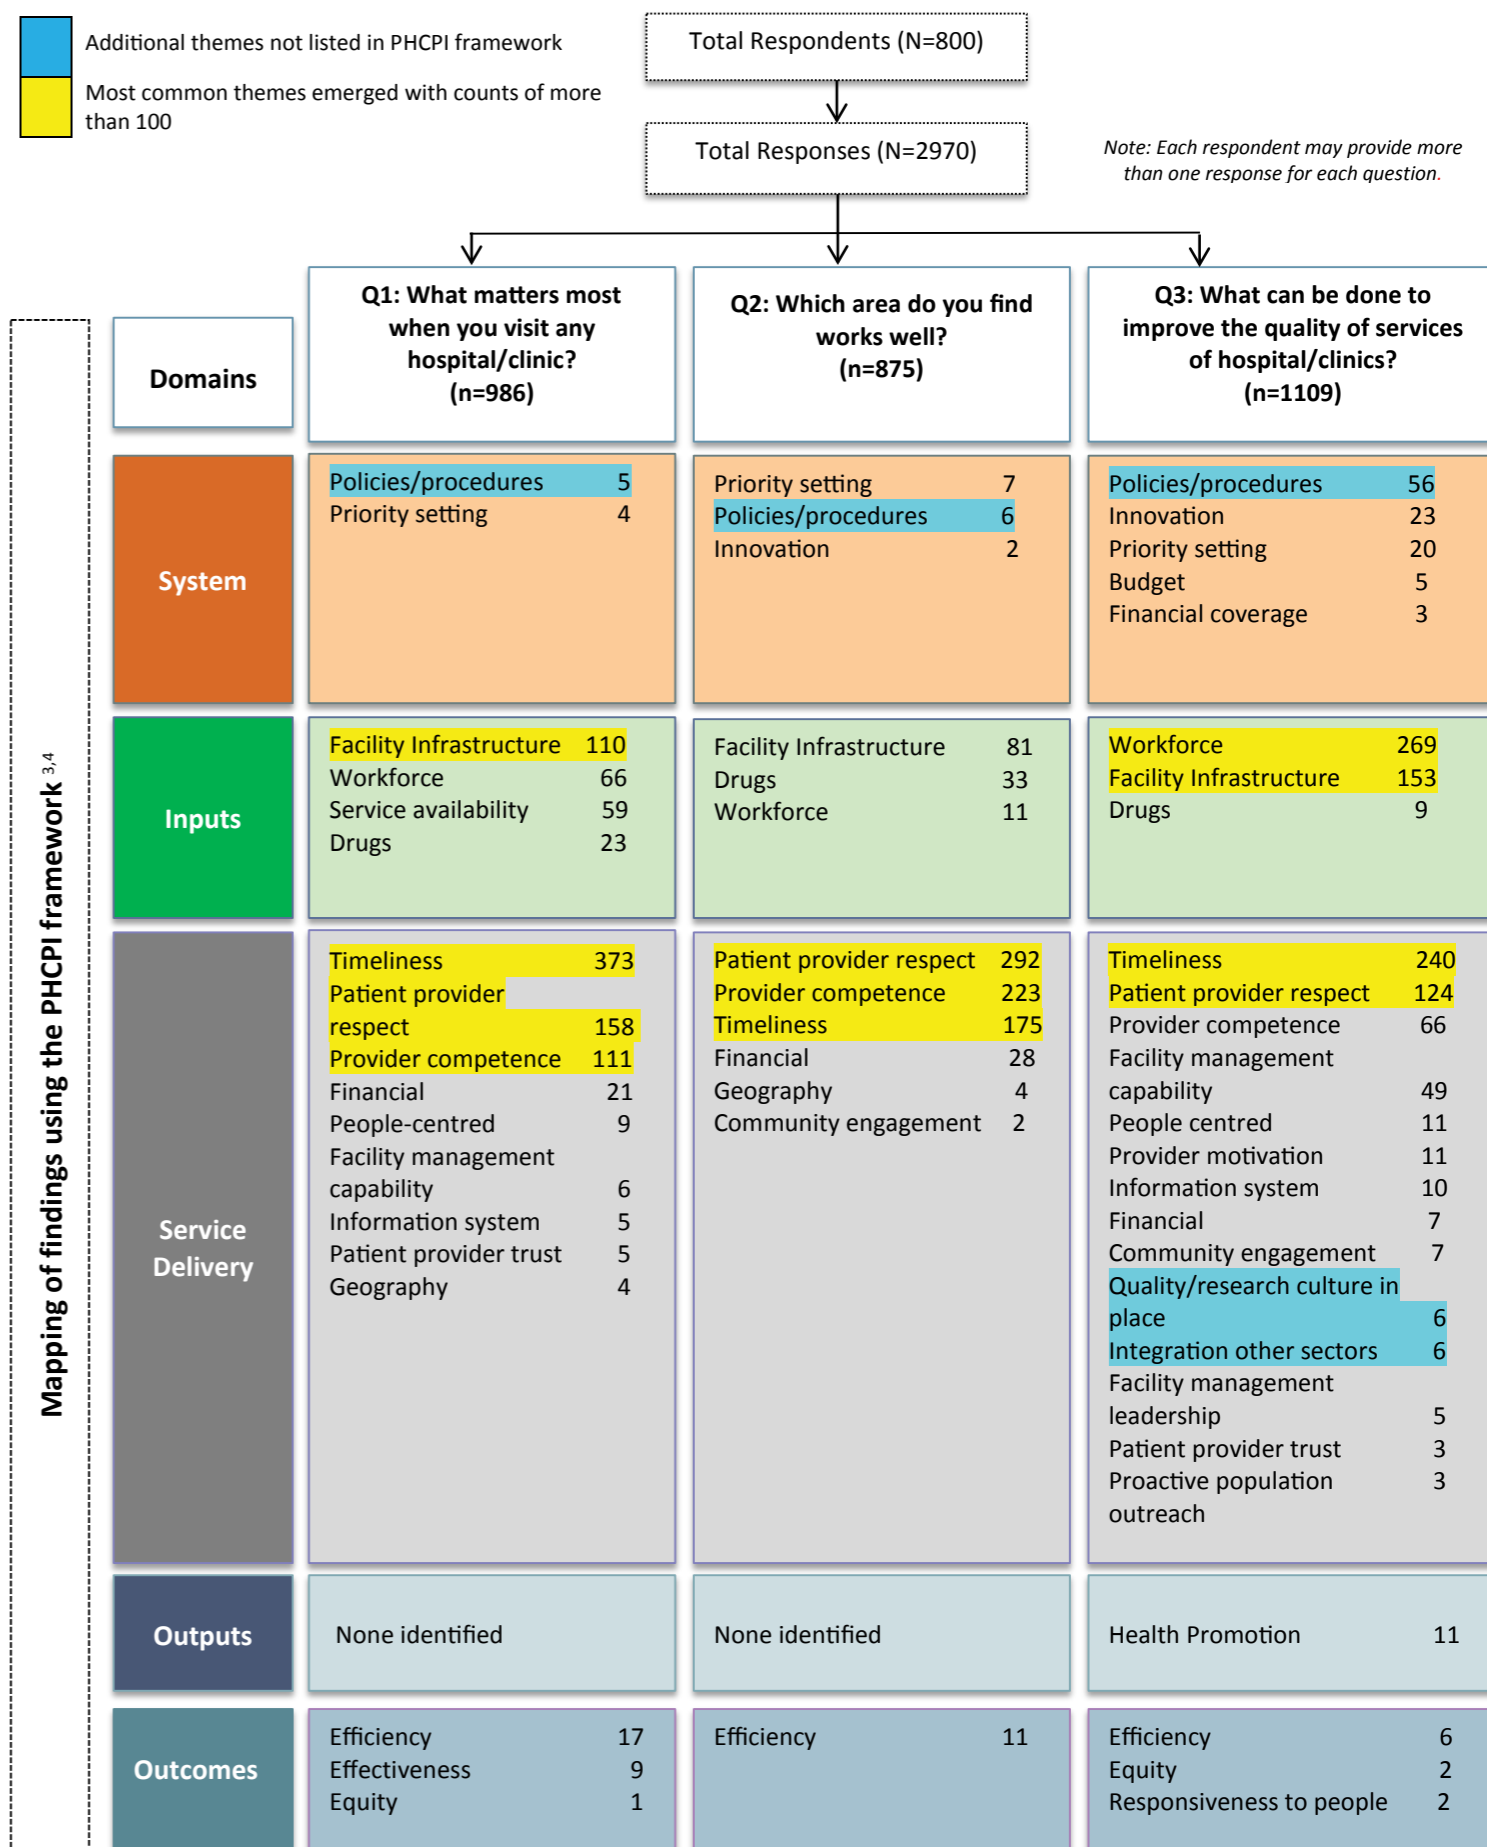 Additional themes not listed in PHCPI framework
Most common themes emerged with counts of more
than 100
Total Respondents (N=800)
Total Responses (N=2970)
Note: Each respondent may provide more
than one response for each question.
Mapping of findings using the PHCPI framework 3,4
Domains
Q1: What matters most
when you visit any
hospital/clinic?
(n=986)
Q2: Which area do you find
works well?
(n=875)
Q3: What can be done to
improve the quality of services
of hospital/clinics?
(n=1109)
System
Policies/procedures 5
Priority setting 4
Priority setting 7
Policies/procedures 6
Innovation 2
Policies/procedures 56
Innovation 23
Priority setting 20
Budget 5
Financial coverage 3
Inputs
Facility Infrastructure 110
Workforce 66
Service availability 59
Drugs 23
Facility Infrastructure 81
Drugs 33
Workforce 11
Workforce 269
Facility Infrastructure 153
Drugs 9
Service
Delivery
Timeliness 373
Patient provider
respect 158
Provider competence 111
Financial 21
People-centred 9
Facility management
capability 6
Information system 5
Patient provider trust 5
Geography 4
Patient provider respect 292
Provider competence 223
Timeliness 175
Financial 28
Geography 4
Community engagement 2
Timeliness 240
Patient provider respect 124
Provider competence 66
Facility management
capability 49
People centred 11
Provider motivation 11
Information system 10
Financial 7
Community engagement 7
Quality/research culture in
place 6
Integration other sectors 6
Facility management
leadership 5
Patient provider trust 3
Proactive population 3
outreach
Outputs
None identified
None identified
Health Promotion 11
Outcomes
Efficiency 17
Effectiveness 9
Equity 1
Efficiency 11
Efficiency 6
Equity 2
Responsiveness to people 2